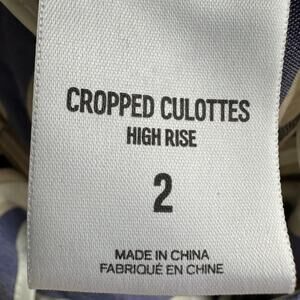 CROPPED CULOTTES
HIGH RISE
2
MADE IN CHINA
FABRIQUÉ EN CHINE